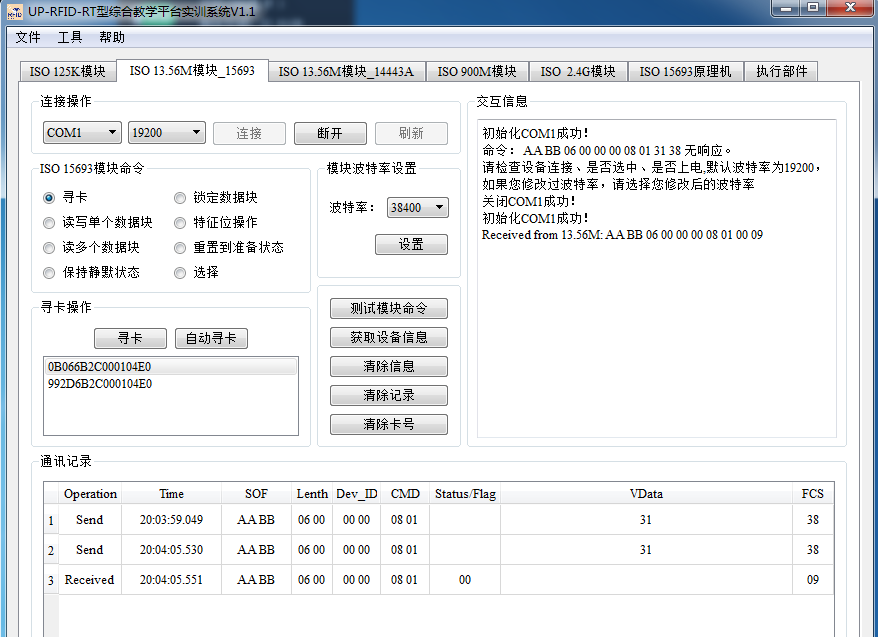 UP-RFID-RT型综合教学平台实训系统V1.1
文件 工具 帮助
ISO 125K模块 ISO 13.56M模块_15693 ISO 13.56M模块_14443A ISO 900M模块 ISO 2.4G模块 ISO 15693原理机 执行部件
连接操作
COM1 19200 连接 断开 刷新
ISO 15693模块命令
寻卡 锁定数据块
读写单个数据块 特征位操作
读多个数据块 重置到准备状态
保持静默状态 选择
模块波特率设置
波特率： 38400
设置
寻卡操作
寻卡 自动寻卡
0B066B2C000104E0
992D6B2C000104E0
测试模块命令
获取设备信息
清除信息
清除记录
清除卡号
交互信息
初始化COM1成功！
命令： AA BB 06 00 00 00 08 01 31 38 无响应。
请检查设备连接、是否选中、是否上电,默认波特率为19200，
如果您修改过波特率，请选择您修改后的波特率
关闭COM1成功！
初始化COM1成功！
Received from 13.56M: AA BB 06 00 00 00 08 01 00 09
通讯记录
Operation Time SOF Lenth Dev_ID CMD Status/Flag VData FCS
1 Send 20:03:59.049 AA BB 06 00 00 00 08 01 31 38
2 Send 20:04:05.530 AA BB 06 00 00 00 08 01 31 38
3 Received 20:04:05.551 AA BB 06 00 00 00 08 01 00 09